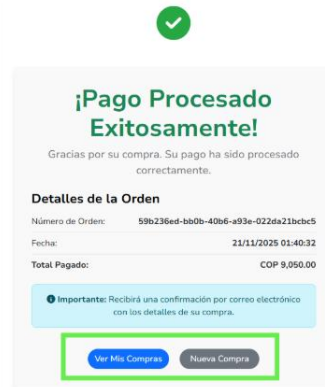 ¡Pago Procesado
Exitosamente!
Gracias por su compra. Su pago ha sido procesado
correctamente.
Detalles de la Orden
Número de Orden: 59b236ed-bb0b-40b6-a93e-022da21bcbc5
Fecha: 21/11/2025 01:40:32
Total Pagado: COP 9,050.00
Importante: Recibirá una confirmación por correo electrónico
con los detalles de su compra.
Ver Mis Compras Nueva Compra